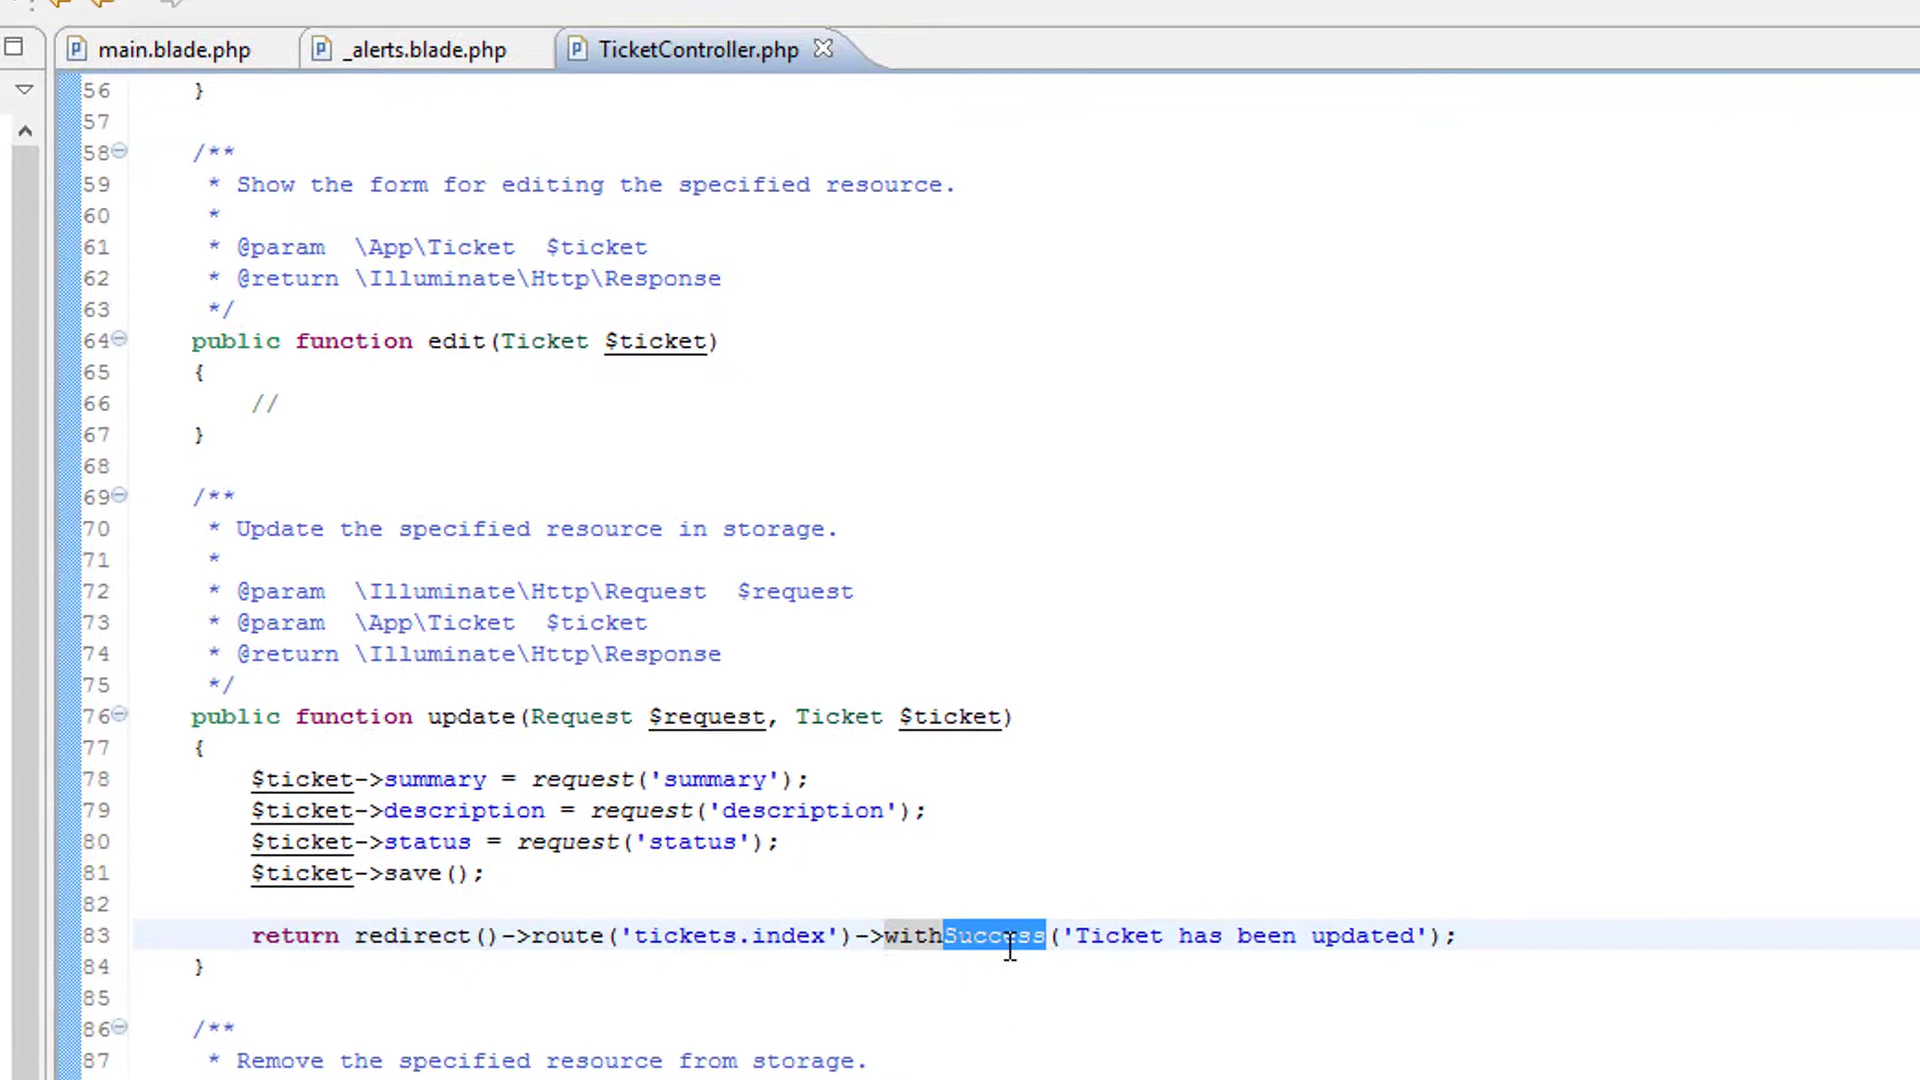 main.blade.php
_alerts.blade.php
TicketController.php
56     }
57
58     /**
59      * Show the form for editing the specified resource.
60      *
61      * @param  \App\Ticket  $ticket
62      * @return \Illuminate\Http\Response
63      */
64     public function edit(Ticket $ticket)
65     {
66         //
67     }
68
69     /**
70      * Update the specified resource in storage.
71      *
72      * @param  \Illuminate\Http\Request  $request
73      * @param  \App\Ticket  $ticket
74      * @return \Illuminate\Http\Response
75      */
76     public function update(Request $request, Ticket $ticket)
77     {
78         $ticket->summary = request('summary');
79         $ticket->description = request('description');
80         $ticket->status = request('status');
81         $ticket->save();
82
83         return redirect()->route('tickets.index')->withSuccess('Ticket has been updated');
84     }
85
86     /**
87      * Remove the specified resource from storage.